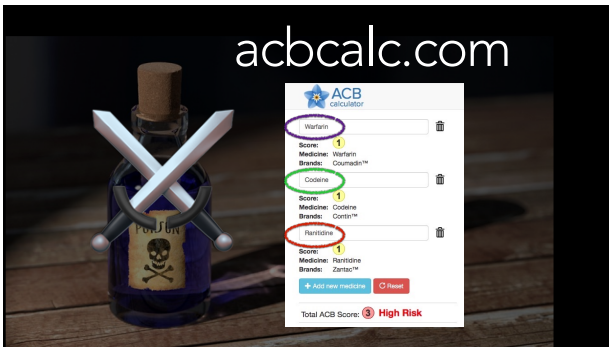 acbcalc.com
ACB
calculator
Warfarin
Score: 1
Medicine: Warfarin
Brands: Coumadin™
Codeine
Score: 1
Medicine: Codeine
Brands: Contin™
Ranitidine
Score: 1
Medicine: Ranitidine
Brands: Zantac™
+ Add new medicine Reset
Total ACB Score: 3 High Risk
POISON